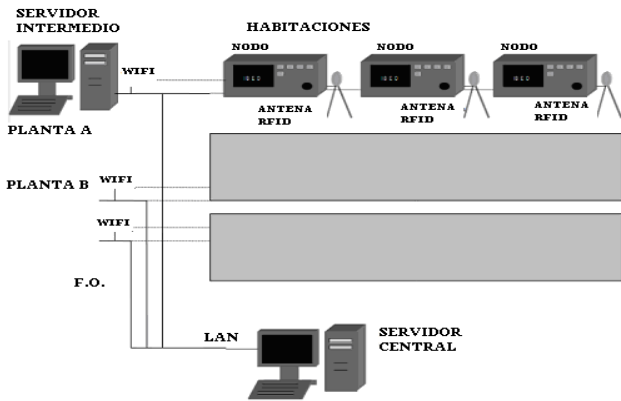 SERVIDOR
INTERMEDIO
HABITACIONES
NODO
NODO
NODO
WIFI
ANTENA
RFID
ANTENA
RFID
ANTENA
RFID
PLANTA A
PLANTA B
WIFI
WIFI
F.O.
LAN
SERVIDOR
CENTRAL